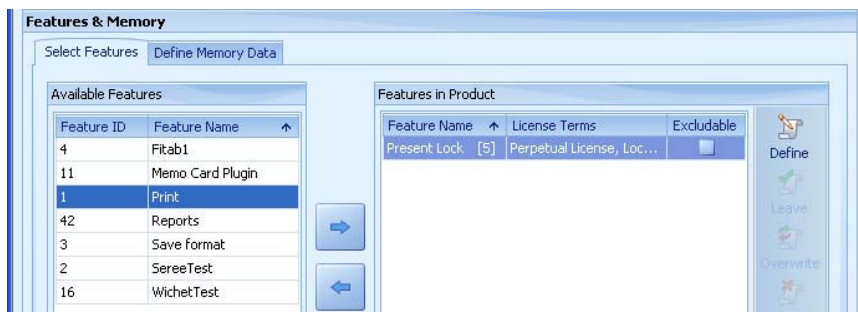 Features & Memory
Select Features Define Memory Data
Available Features
Feature ID Feature Name
4 Fitab1
11 Memo Card Plugin
1 Print
42 Reports
3 Save format
2 SereeTest
16 WichetTest
Features in Product
Feature Name License Terms Excludable
Present Lock [5] Perpetual License, Loc...
Define
Leave
Overwrite